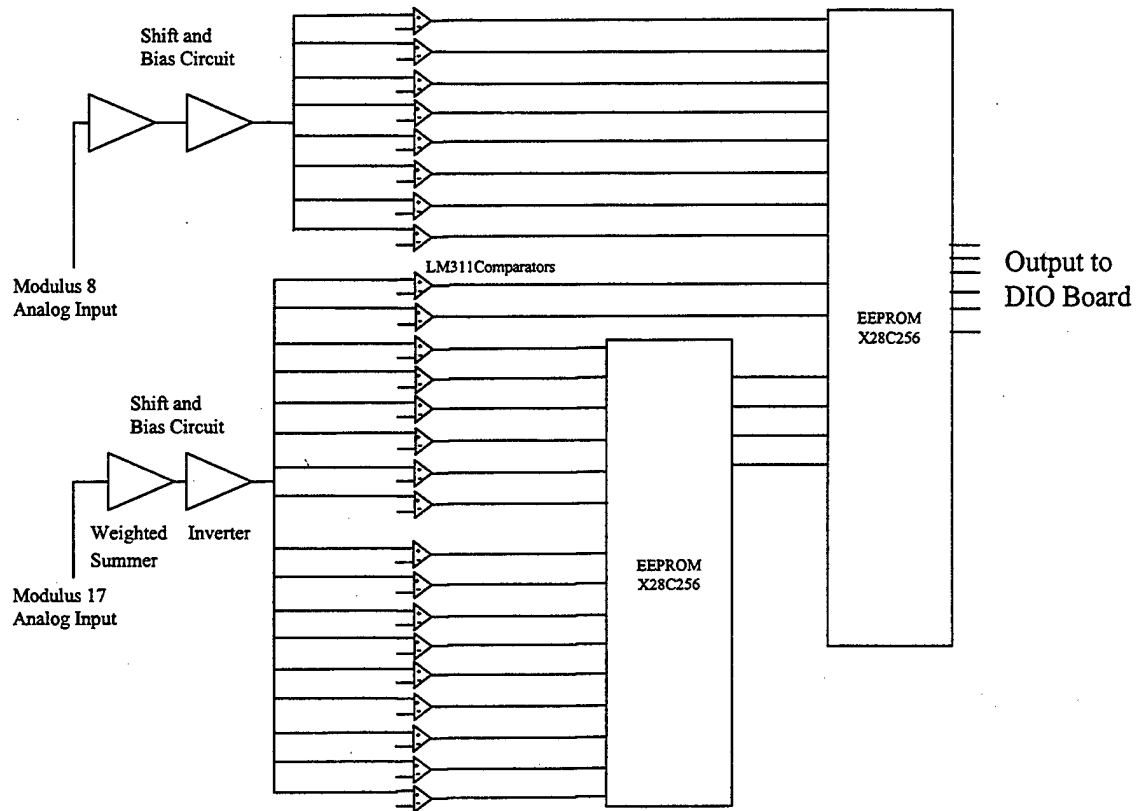 Shift and
Bias Circuit
Modulus 8
Analog Input
LM311Comparators
Output to
DIO Board
EEPROM
X28C256
Shift and
Bias Circuit
Weighted
Summer
Inverter
EEPROM
X28C256
Modulus 17
Analog Input